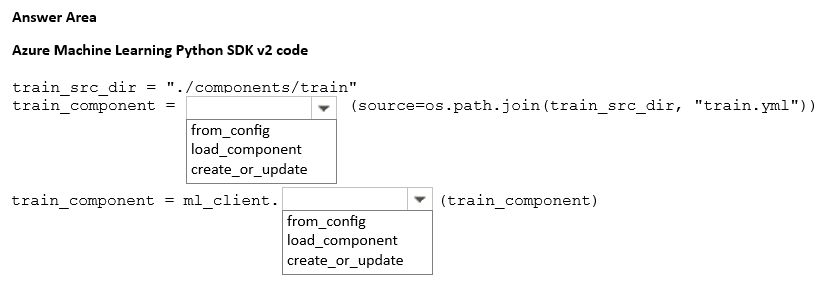 Answer Area
Azure Machine Learning Python SDK v2 code
train_src_dir = "./components/train"
train_component = (source=os.path.join(train_src_dir, "train.yml"))
from_config
load_component
create_or_update
train_component = ml_client. (train_component)
from_config
load_component
create_or_update